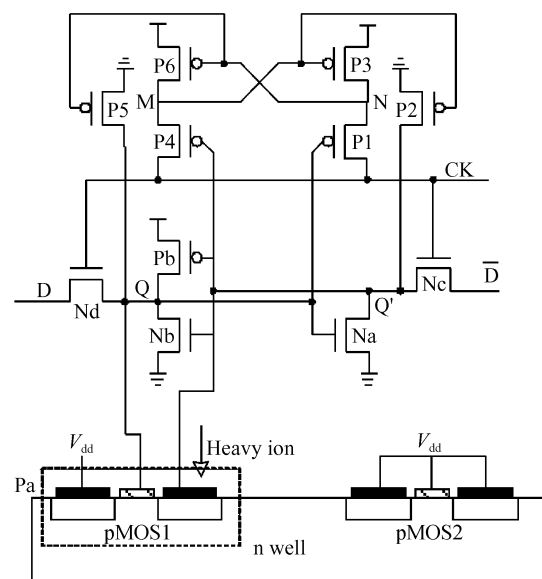 P6
P3
P5
M
N
P2
P4
P1
CK
Pb
D
Q
D̅
Nd
Nc
Q'
Nb
Na
Vdd
Heavy ion
Vdd
Pa
pMOS1
n well
pMOS2